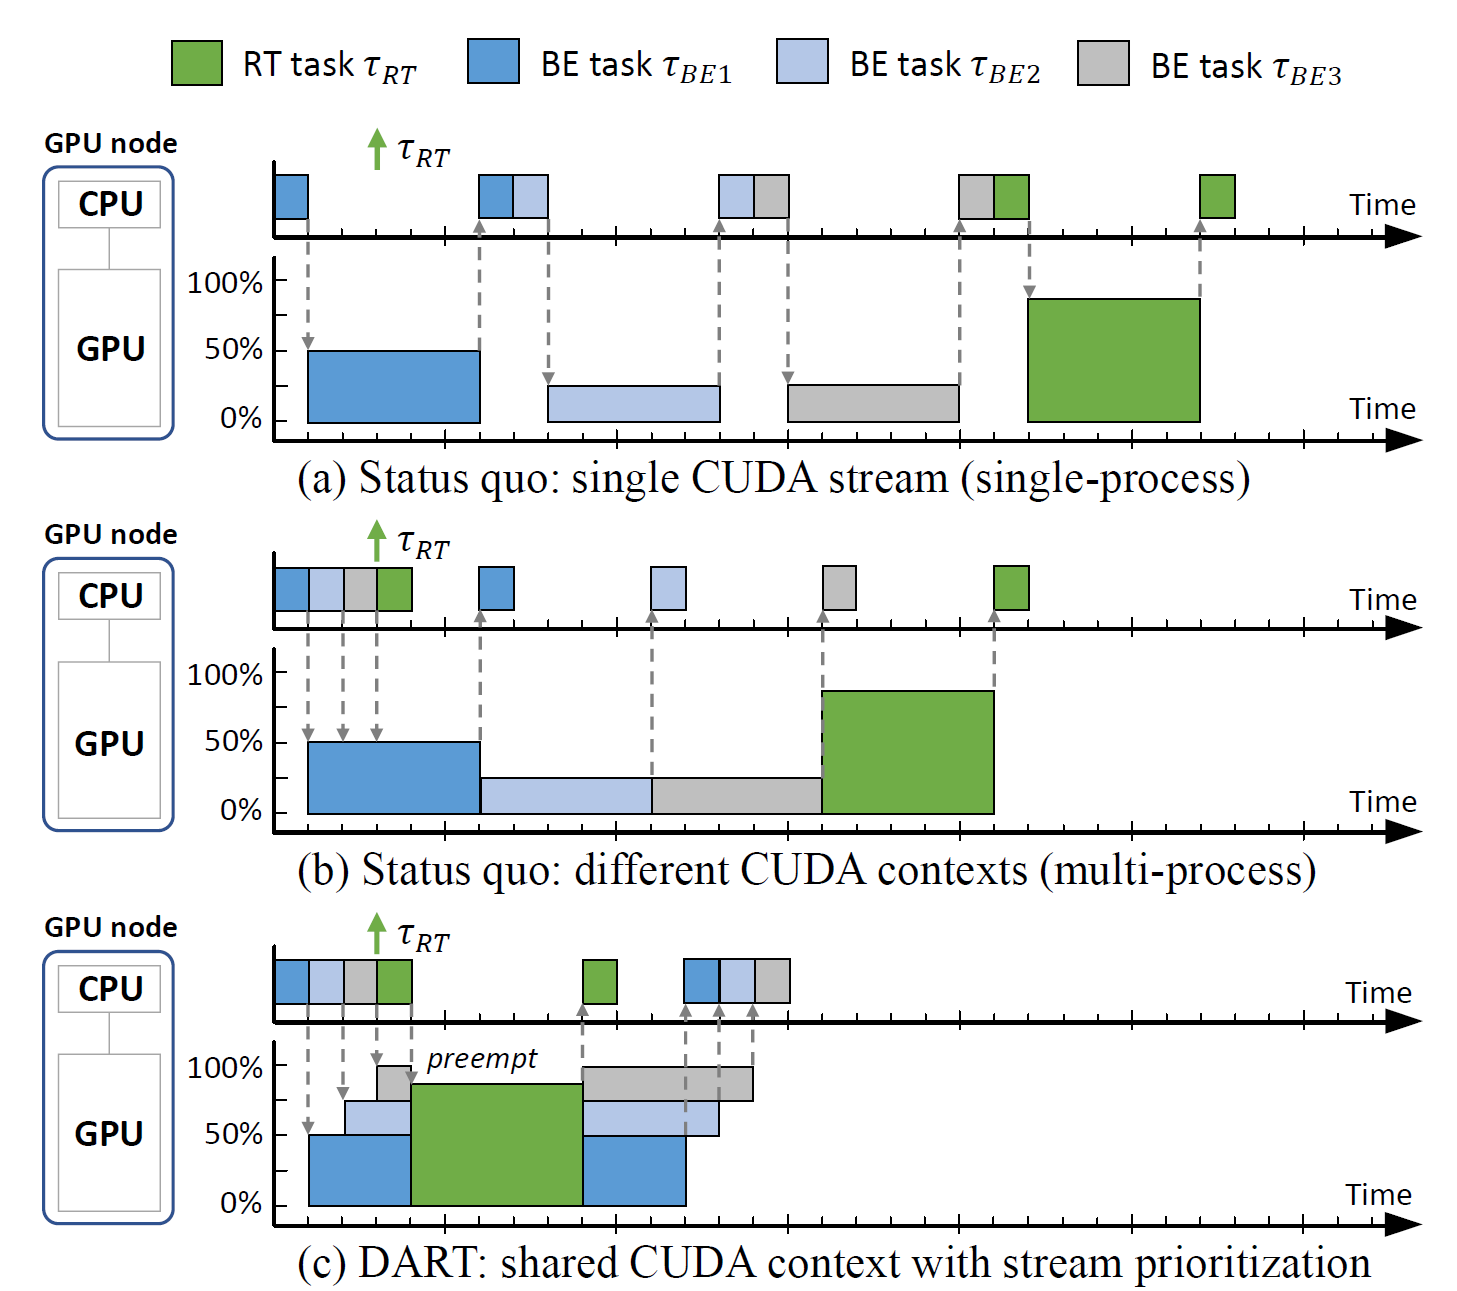 RT task τ_RT BE task τ_BE1 BE task τ_BE2 BE task τ_BE3
GPU node
τ_RT
CPU
Time
100%
GPU
50%
0%
Time
(a) Status quo: single CUDA stream (single-process)
GPU node
τ_RT
CPU
Time
100%
GPU
50%
0%
Time
(b) Status quo: different CUDA contexts (multi-process)
GPU node
τ_RT
CPU
Time
100%
preempt
GPU
50%
0%
Time
(c) DART: shared CUDA context with stream prioritization